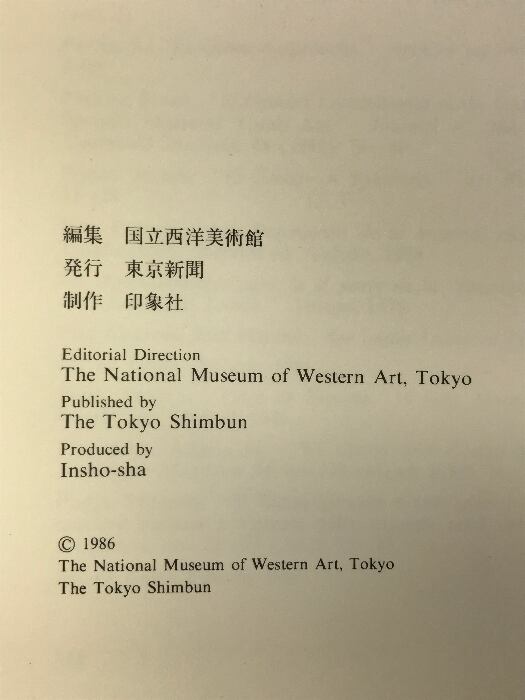 編集 国立西洋美術館
発行 東京新聞
制作 印象社
Editorial Direction
The National Museum of Western Art, Tokyo
Published by
The Tokyo Shimbun
Produced by
Insho-sha
© 1986
The National Museum of Western Art, Tokyo
The Tokyo Shimbun